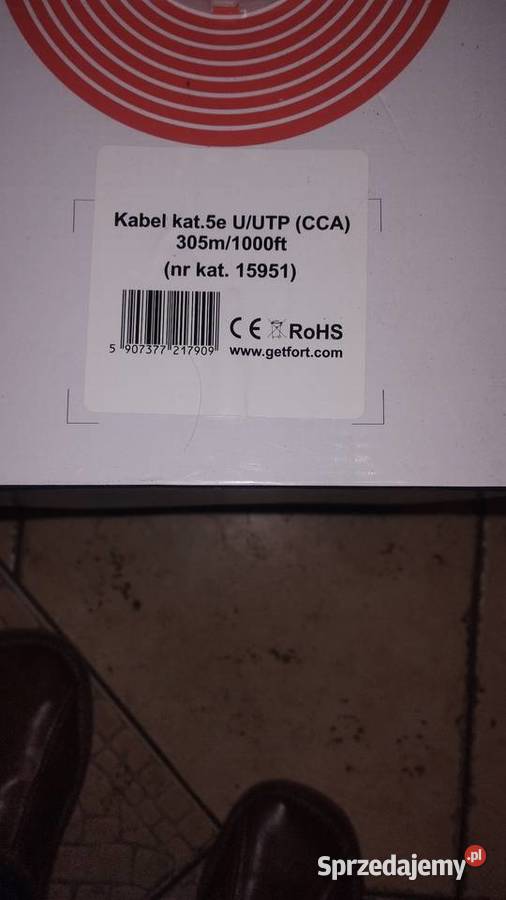 Kabel kat.5e U/UTP (CCA)
305m/1000ft
(nr kat. 15951)
CE RoHS
5 907377 217909
www.getfort.com
Sprzedajemy.pl